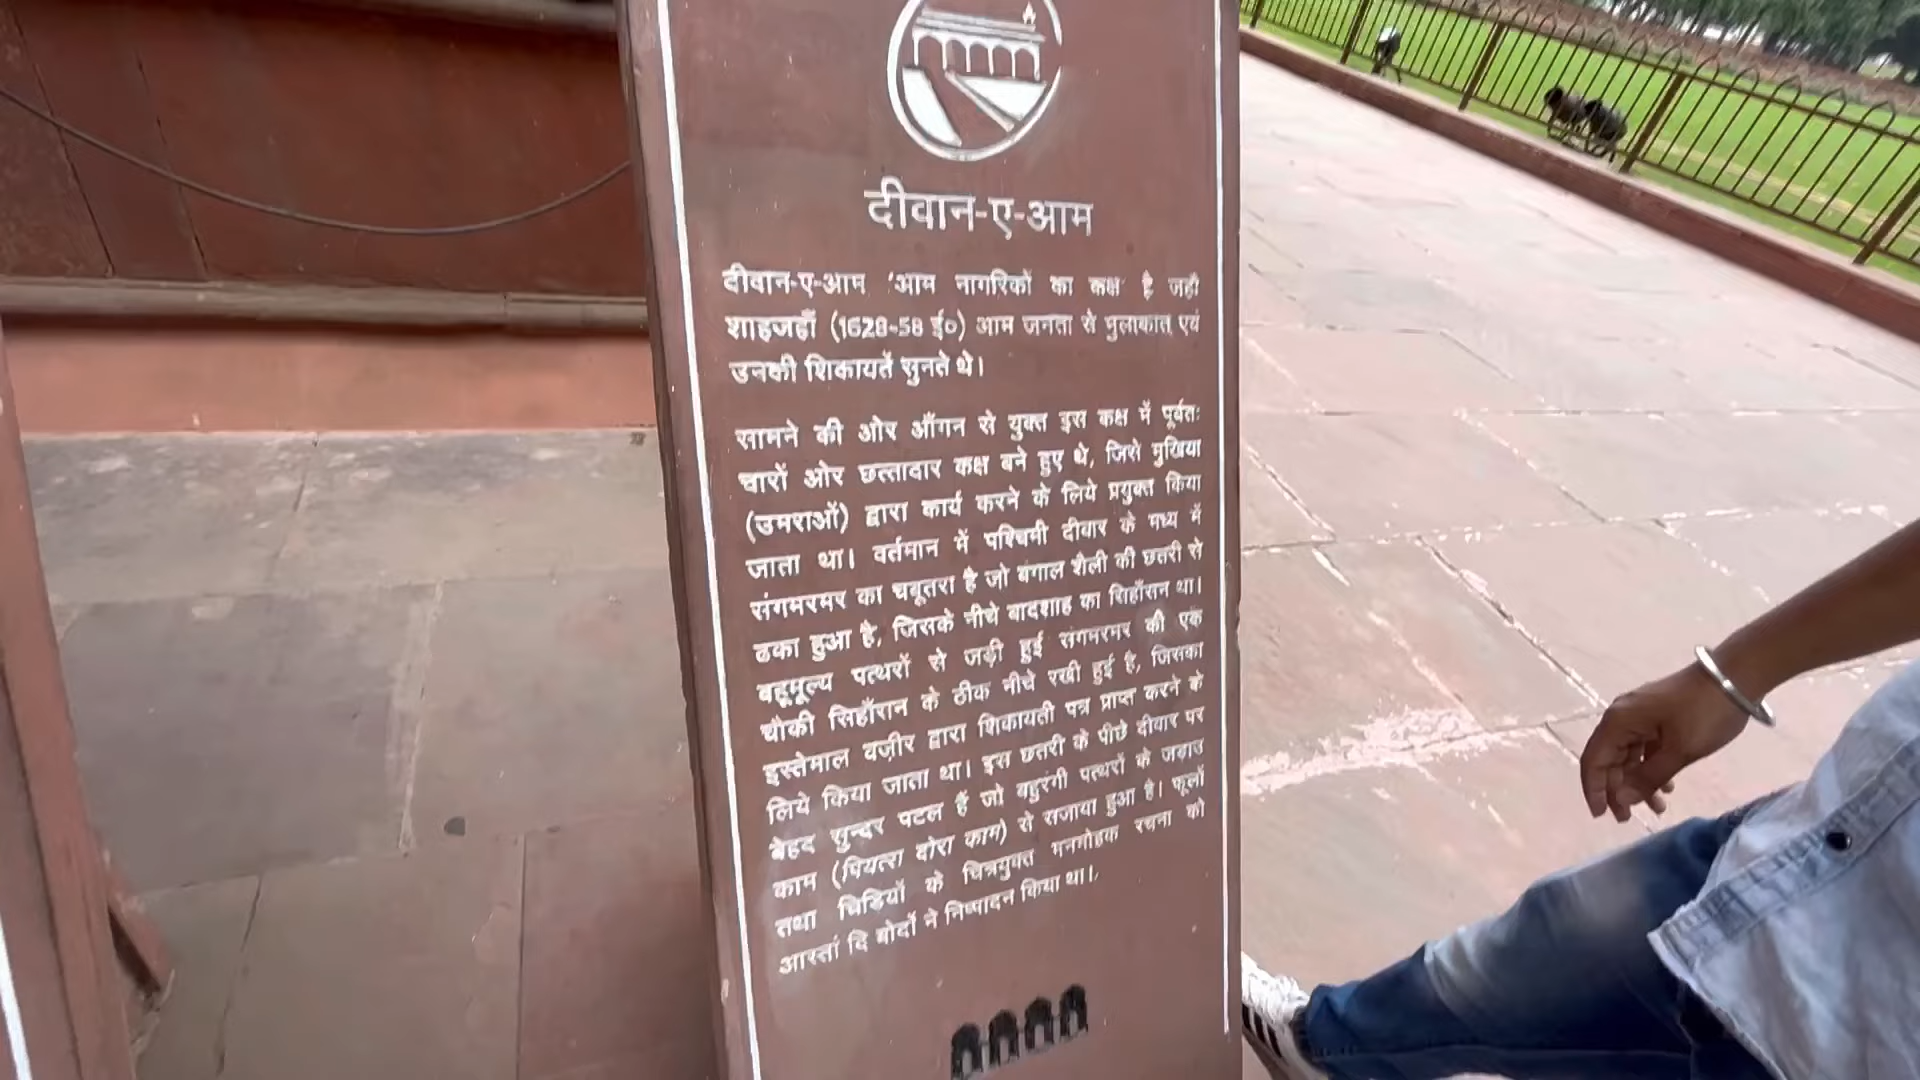 दीवान-ए-आम
दीवान-ए-आम 'आम नागरिकों का कक्ष' है जहाँ
शाहजहाँ (1628-58 ई०) आम जनता से मुलाकात एवं
उनकी शिकायतें सुनते थे।
सामने की ओर आँगन से युक्त इस कक्ष में पूर्वतः
चारों ओर छत्तादार कक्ष बने हुए थे, जिसे मुखिया
(उमराओं) द्वारा कार्य करने के लिये प्रयुक्त किया
जाता था। वर्तमान में पश्चिमी दीवार के मध्य में
संगमरमर का चबूतरा है जो बंगाल शैली की छतरी से
ढका हुआ है, जिसके नीचे बादशाह का सिहाँसन था।
बहूमूल्य पत्थरों से जड़ी हुई संगमरमर की एक
चौकी सिहाँसन के ठीक नीचे रखी हुई है, जिसका
इस्तेमाल वज़ीर द्वारा शिकायती पत्र प्राप्त करने के
लिये किया जाता था। इस छतरी के पीछे दीवार पर
बेहद सुन्दर पटल हैं जो बहुरंगी पत्थरों के जड़ाउ
काम (पियत्रा दोरा काम) से सजाया हुआ है। फूलों
तथा चिडियों के चित्रयुक्त मनमोहक रचना को
आस्तां दि बोर्दो ने निष्पादन किया था।